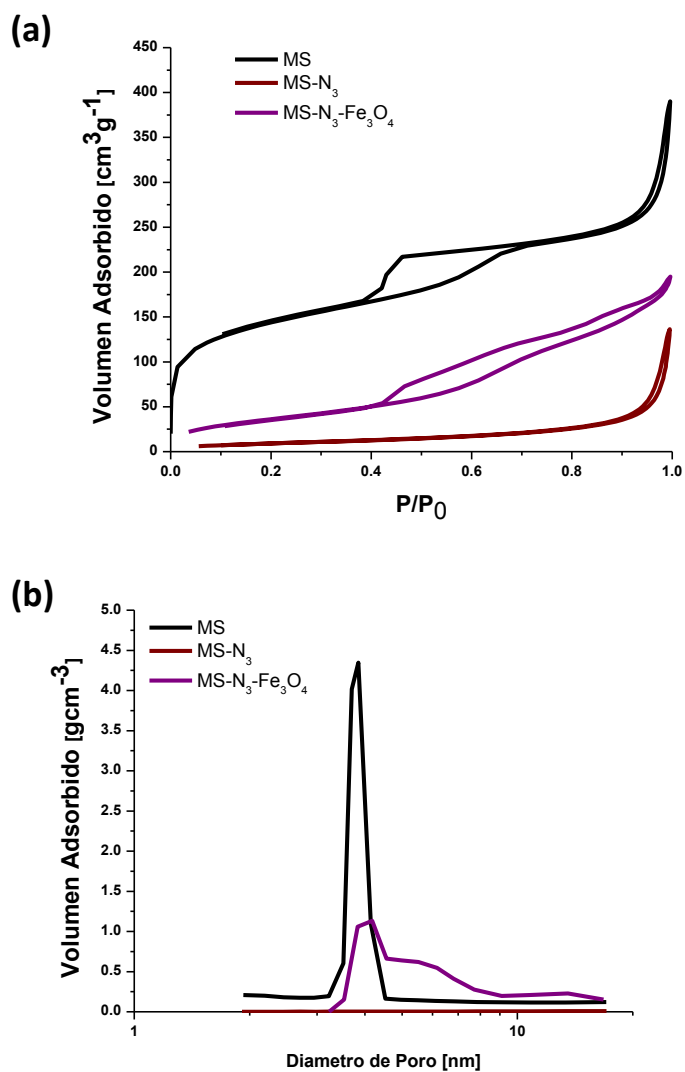 (a)
450
400
350
300
250
200
150
100
50
0
Volumen Adsorbido [cm³g⁻¹]
MS
MS-N₃
MS-N₃-Fe₃O₄
0.0 0.2 0.4 0.6 0.8 1.0
P/P₀
(b)
5.0
4.5
4.0
3.5
3.0
2.5
2.0
1.5
1.0
0.5
0.0
Volumen Adsorbido [gcm⁻³]
MS
MS-N₃
MS-N₃-Fe₃O₄
1 10
Diametro de Poro [nm]